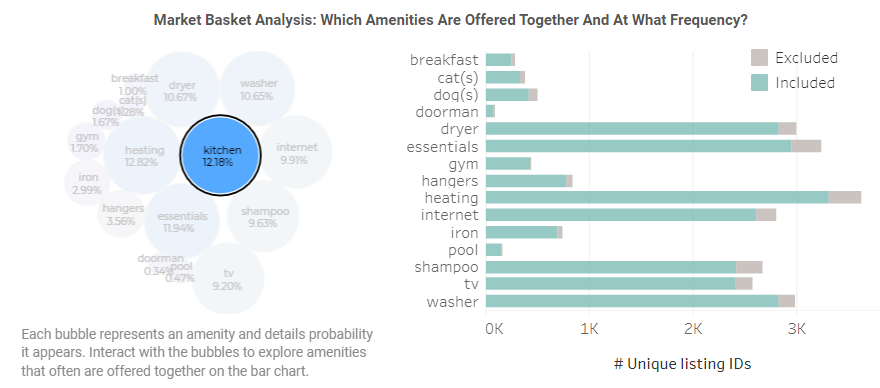 Market Basket Analysis: Which Amenities Are Offered Together And At What Frequency?
breakfast
1.00%
cat(s)
1.28%
dog(s)
1.67%
gym
1.70%
iron
2.99%
hangers
3.56%
doorman
0.34%
pool
0.47%
dryer
10.67%
washer
10.65%
heating
12.82%
kitchen
12.18%
internet
9.91%
essentials
11.94%
shampoo
9.63%
tv
9.20%
Each bubble represents an amenity and details probability
it appears. Interact with the bubbles to explore amenities
that often are offered together on the bar chart.
breakfast
cat(s)
dog(s)
doorman
dryer
essentials
gym
hangers
heating
internet
iron
pool
shampoo
tv
washer
0K 1K 2K 3K
# Unique listing IDs
Excluded
Included